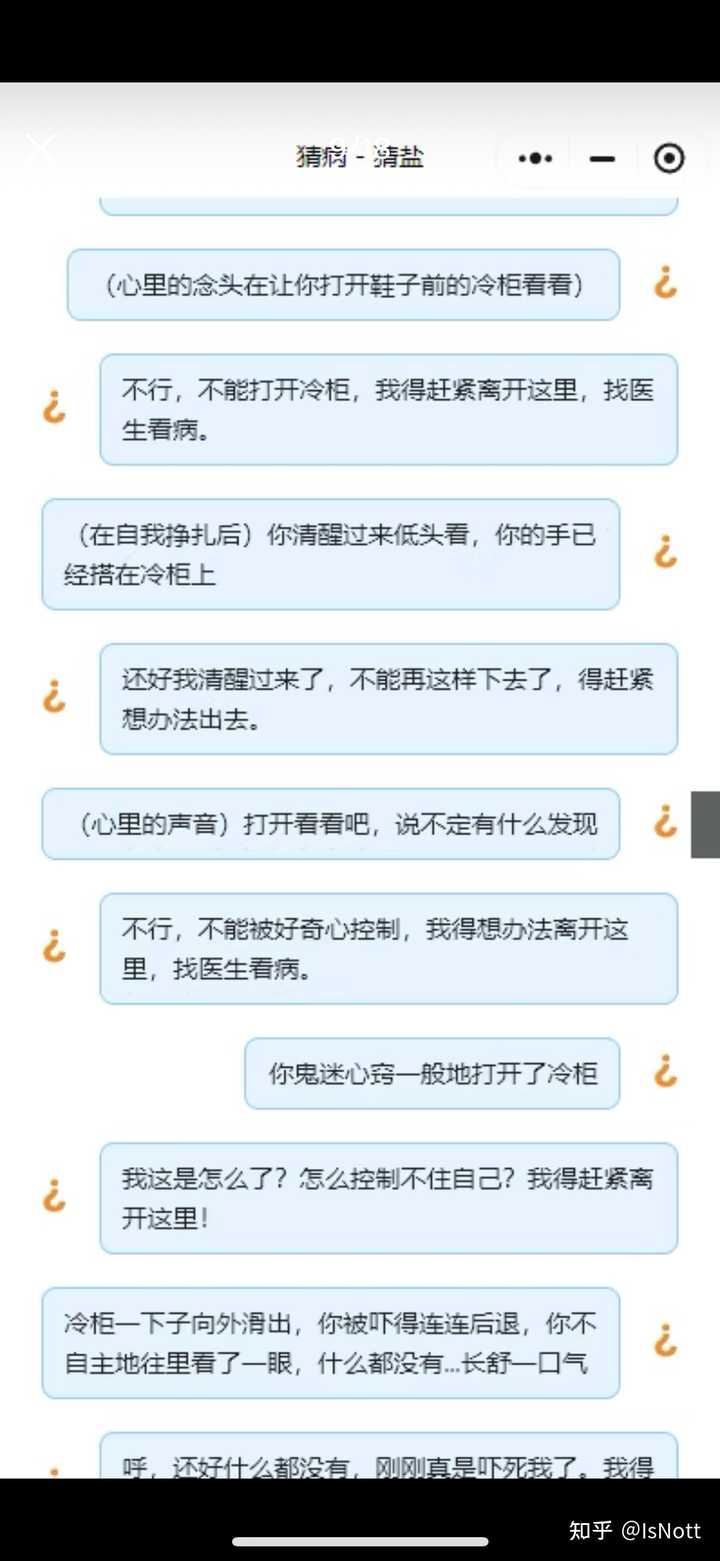 猜病 - 猜盐
（心里的念头在让你打开鞋子前的冷柜看看）
不行，不能打开冷柜，我得赶紧离开这里，找医
生看病。
（在自我挣扎后）你清醒过来低头看，你的手已
经搭在冷柜上
还好我清醒过来了，不能再这样下去了，得赶紧
想办法出去。
（心里的声音）打开看看吧，说不定有什么发现
不行，不能被好奇心控制，我得想办法离开这
里，找医生看病。
你鬼迷心窍一般地打开了冷柜
我这是怎么了？怎么控制不住自己？我得赶紧离
开这里！
冷柜一下子向外滑出，你被吓得连连后退，你不
自主地往里看了一眼，什么都没有...长舒一口气
呼，还好什么都没有，刚刚真是吓死我了。我得
知乎 @IsNott